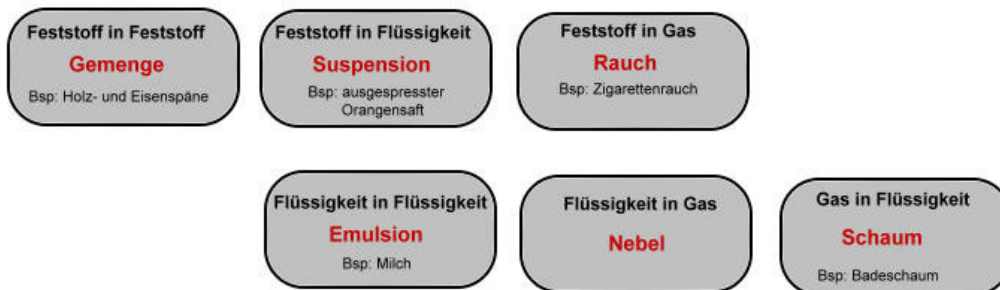 Feststoff in Feststoff
Gemenge
Bsp: Holz- und Eisenspäne
Feststoff in Flüssigkeit
Suspension
Bsp: ausgespresster
Orangensaft
Feststoff in Gas
Rauch
Bsp: Zigarettenrauch
Flüssigkeit in Flüssigkeit
Emulsion
Bsp: Milch
Flüssigkeit in Gas
Nebel
Gas in Flüssigkeit
Schaum
Bsp: Badeschaum